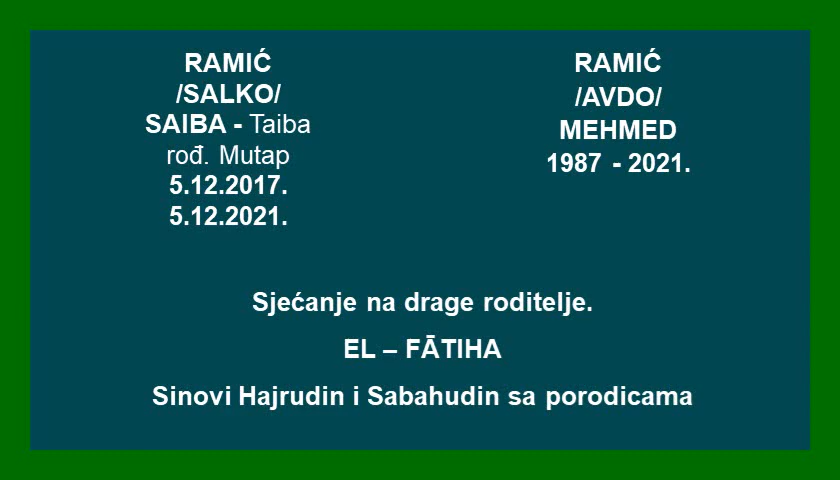 RAMIĆ
/SALKO/
SAIBA - Taiba
rođ. Mutap
5.12.2017.
5.12.2021.
RAMIĆ
/AVDO/
MEHMED
1987 - 2021.
Sjećanje na drage roditelje.
EL – FĀTIHA
Sinovi Hajrudin i Sabahudin sa porodicama